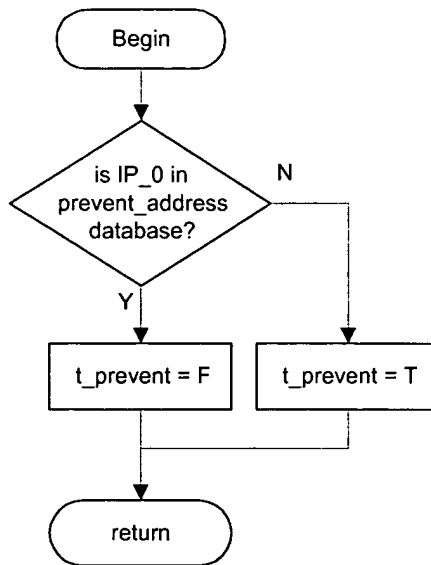 Begin
is IP_0 in
prevent_address
database?
N
Y
t_prevent = F
t_prevent = T
return